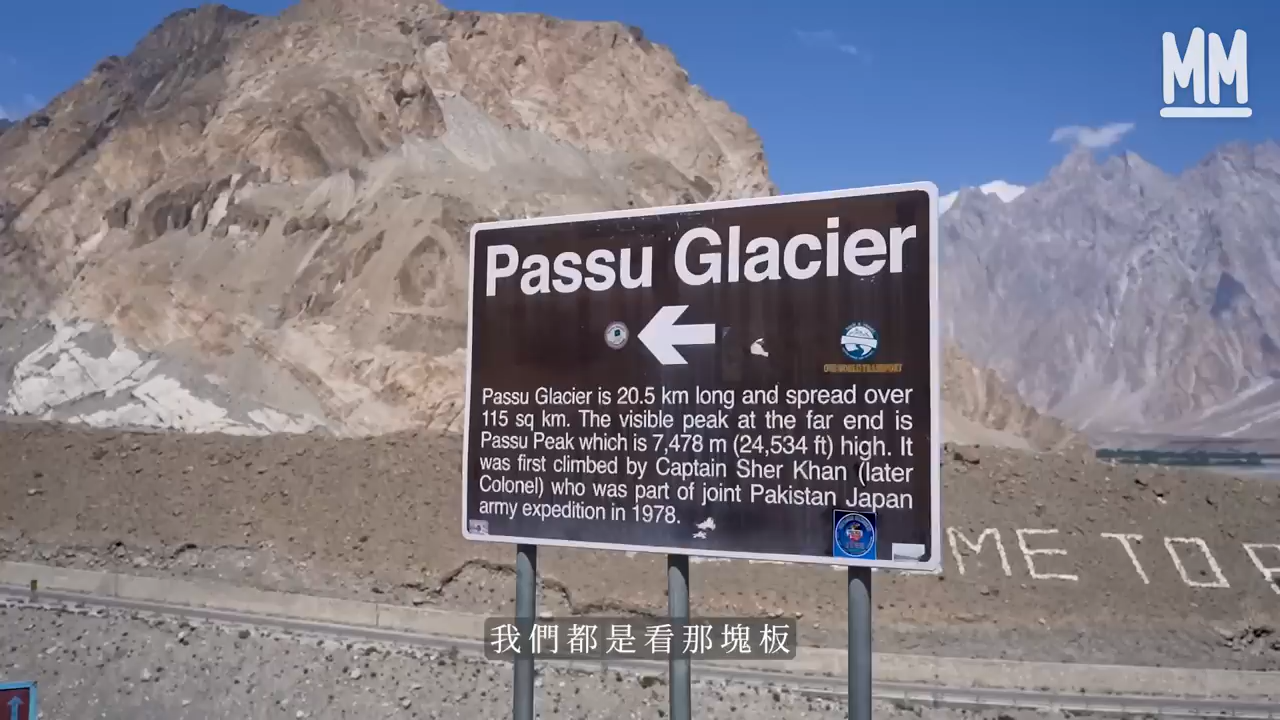 MM
Passu Glacier
ONE WORLD TRANSPORT
Passu Glacier is 20.5 km long and spread over
115 sq km. The visible peak at the far end is
Passu Peak which is 7,478 m (24,534 ft) high. It
was first climbed by Captain Sher Khan (later
Colonel) who was part of joint Pakistan Japan
army expedition in 1978.
ME TO
我們都是看那塊板